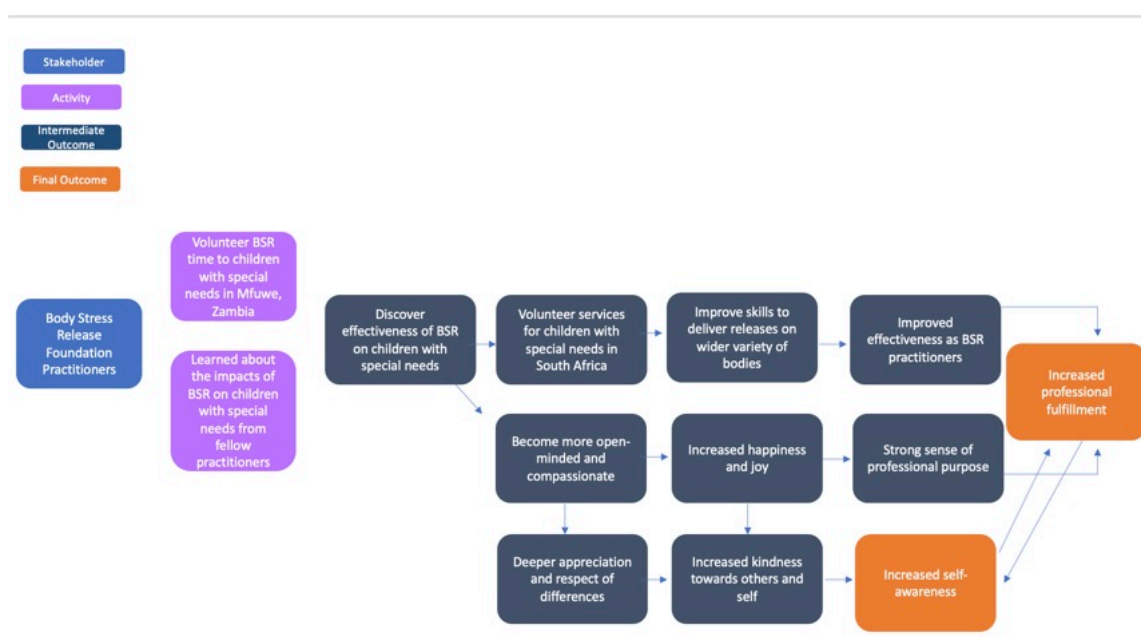 Stakeholder
Activity
Intermediate
Outcome
Final Outcome
Body Stress
Release
Foundation
Practitioners
Volunteer BSR
time to children
with special
needs in Mfuwe,
Zambia
Learned about
the impacts of
BSR on children
with special
needs from
fellow
practitioners
Discover
effectiveness of BSR
on children with
special needs
Volunteer services
for children with
special needs in
South Africa
Improve skills to
deliver releases on
wider variety of
bodies
Improved
effectiveness as BSR
practitioners
Increased
professional
fulfillment
Become more open-
minded and
compassionate
Increased happiness
and joy
Strong sense of
professional purpose
Deeper appreciation
and respect of
differences
Increased kindness
towards others and
self
Increased self-
awareness